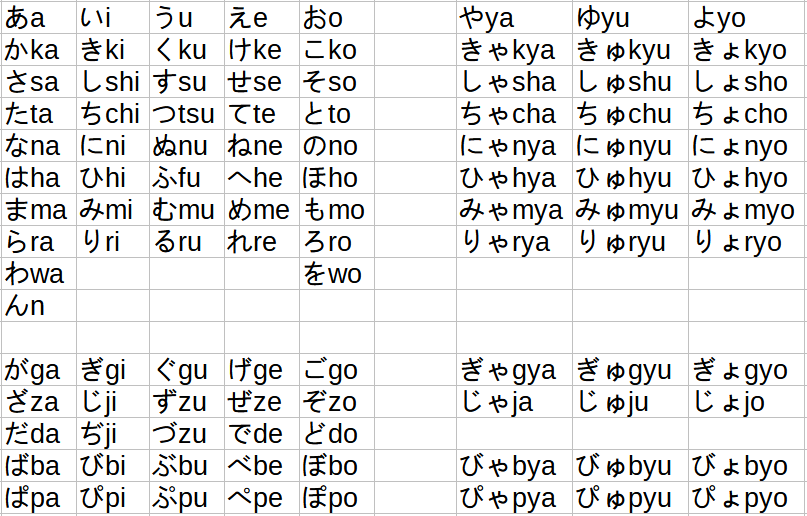 あa いi うu えe おo やya ゆyu よyo
かka きki くku けke こko きゃkya きゅkyu きょkyo
さsa しshi すsu せse そso しゃsha しゅshu しょsho
たta ちchi つtsu てte とto ちゃcha ちゅchu ちょcho
なna にni ぬnu ねne のno にゃnya にゅnyu にょnyo
はha ひhi ふfu へhe ほho ひゃhya ひゅhyu ひょhyo
まma みmi むmu めme もmo みゃmya みゅmyu みょmyo
らra りri るru れre ろro りゃrya りゅryu りょryo
わwa をwo
んn
がga ぎgi ぐgu げge ごgo ぎゃgya ぎゅgyu ぎょgyo
ざza じji ずzu ぜze ぞzo じゃja じゅju じょjo
だda ぢji づzu でde どdo
ばba びbi ぶbu べbe ぼbo びゃbya びゅbyu びょbyo
ぱpa ぴpi ぷpu ぺpe ぽpo ぴゃpya ぴゅpyu ぴょpyo